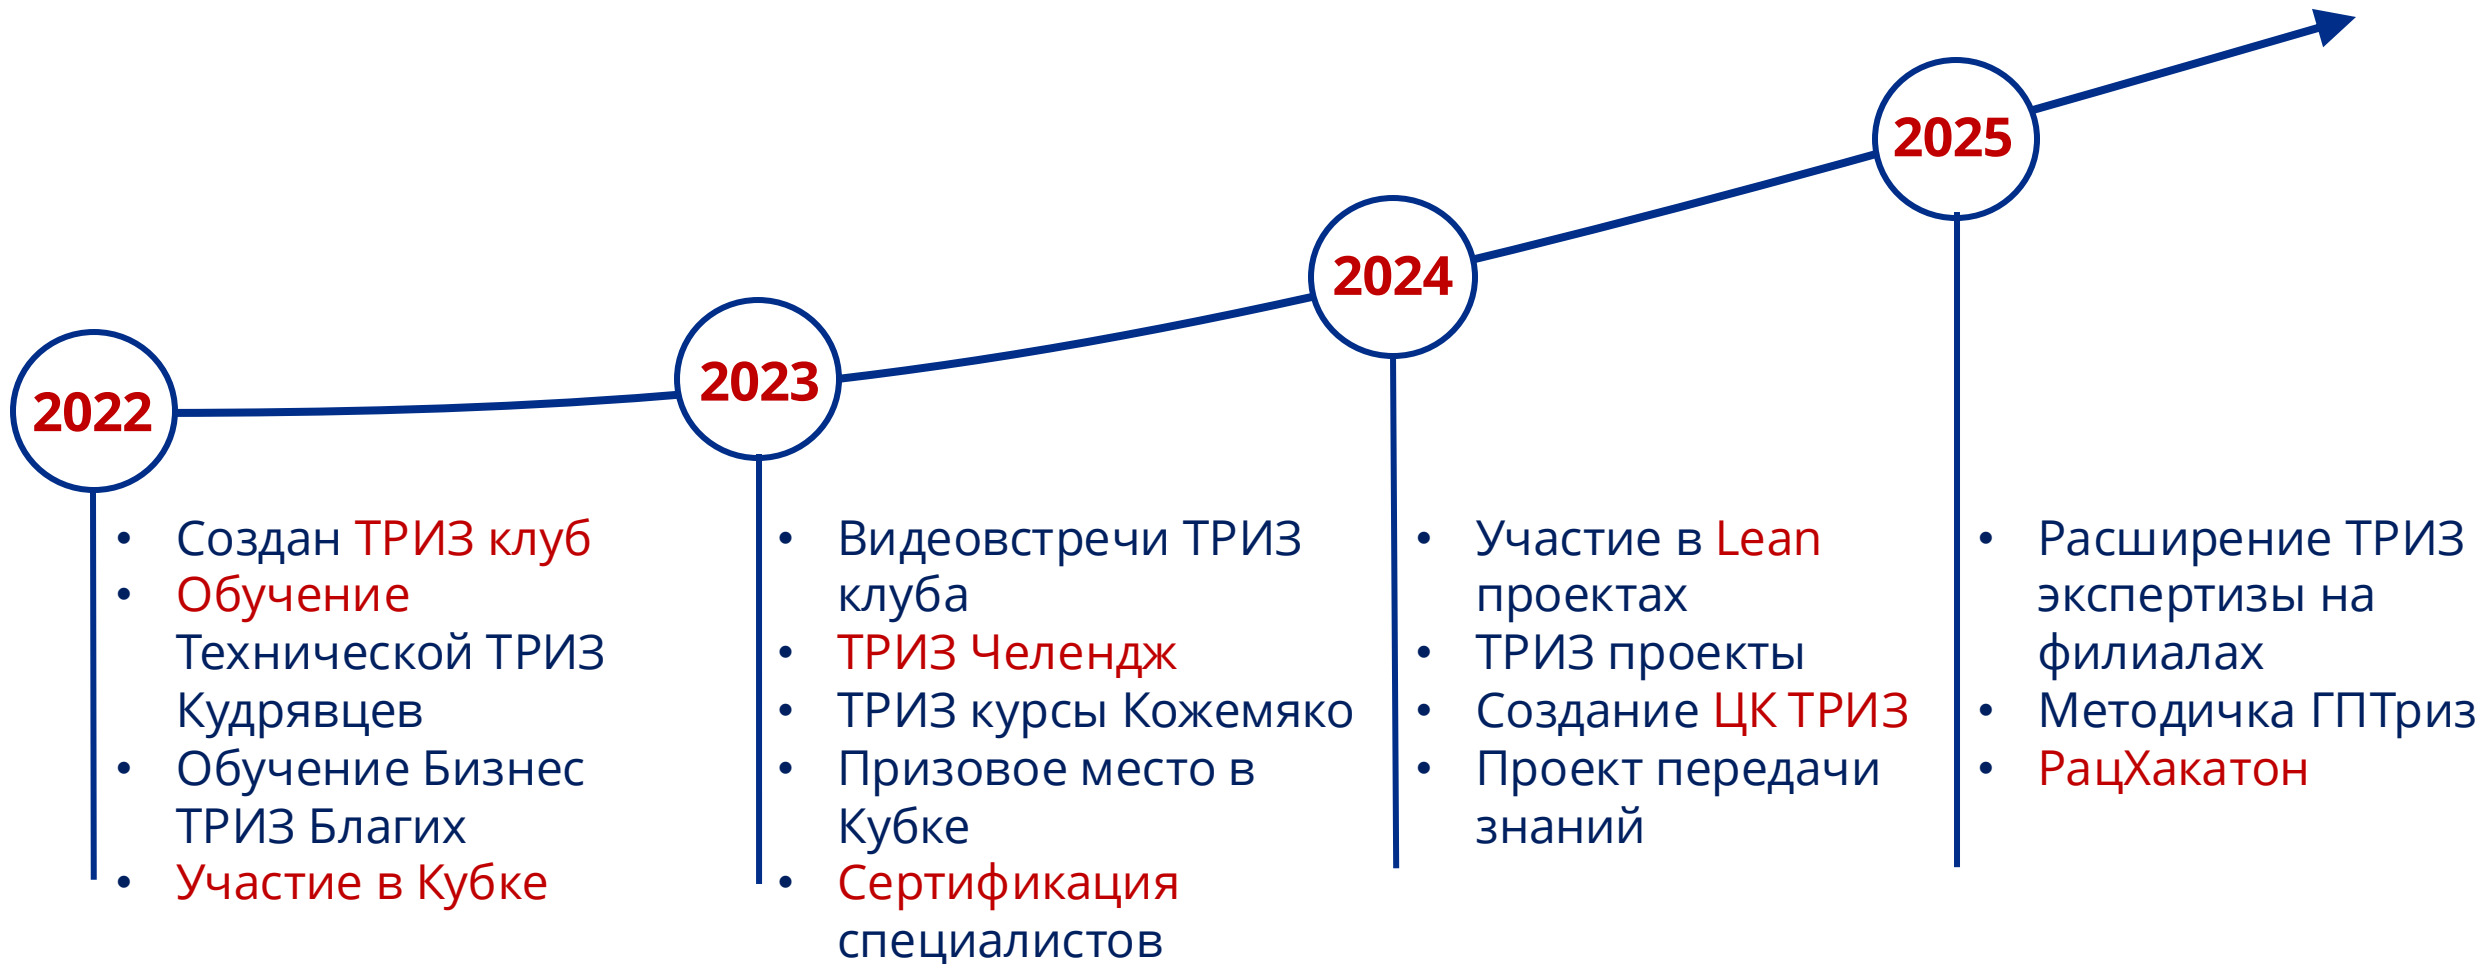 2022
• Создан ТРИЗ клуб
• Обучение
Технической ТРИЗ
Кудрявцев
• Обучение Бизнес
ТРИЗ Благих
• Участие в Кубке
2023
• Видеовстречи ТРИЗ
клуба
• ТРИЗ Челендж
• ТРИЗ курсы Кожемяко
• Призовое место в
Кубке
• Сертификация
специалистов
2024
• Участие в Lean
проектах
• ТРИЗ проекты
• Создание ЦК ТРИЗ
• Проект передачи
знаний
2025
• Расширение ТРИЗ
экспертизы на
филиалах
• Методичка ГПТриз
• РацХакатон